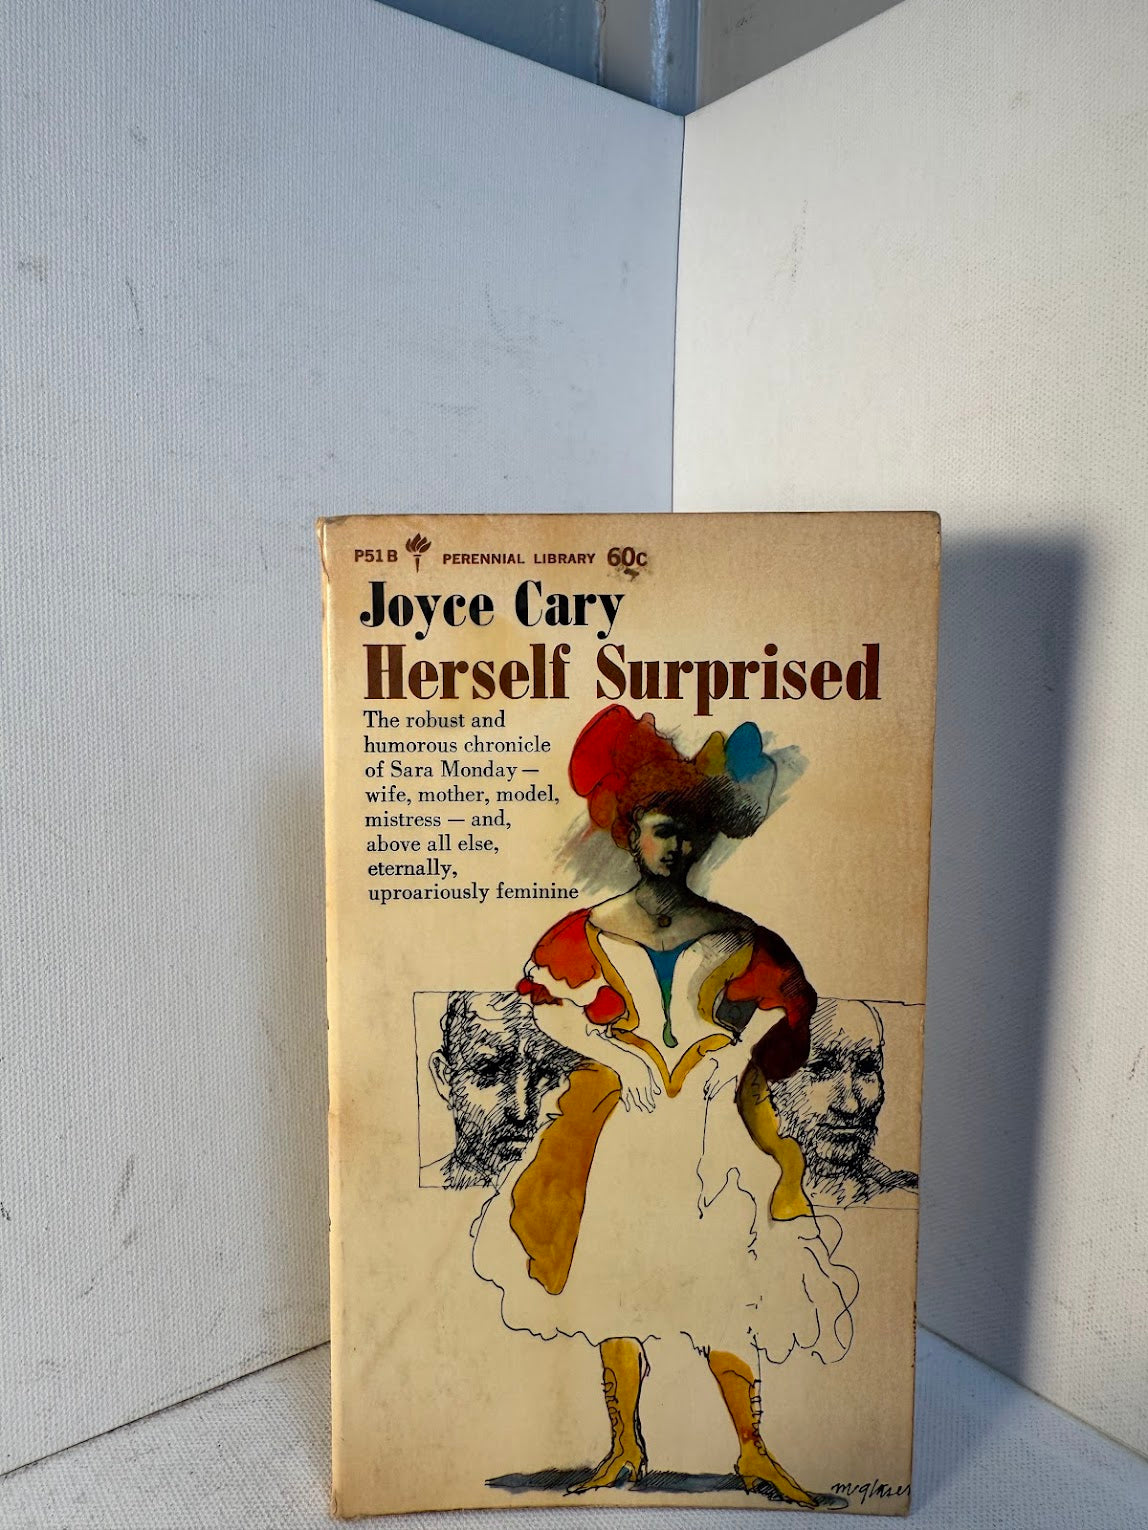 P51B PERENNIAL LIBRARY 60c
Joyce Cary
Herself Surprised
The robust and
humorous chronicle
of Sara Monday —
wife, mother, model,
mistress — and,
above all else,
eternally,
uproariously feminine